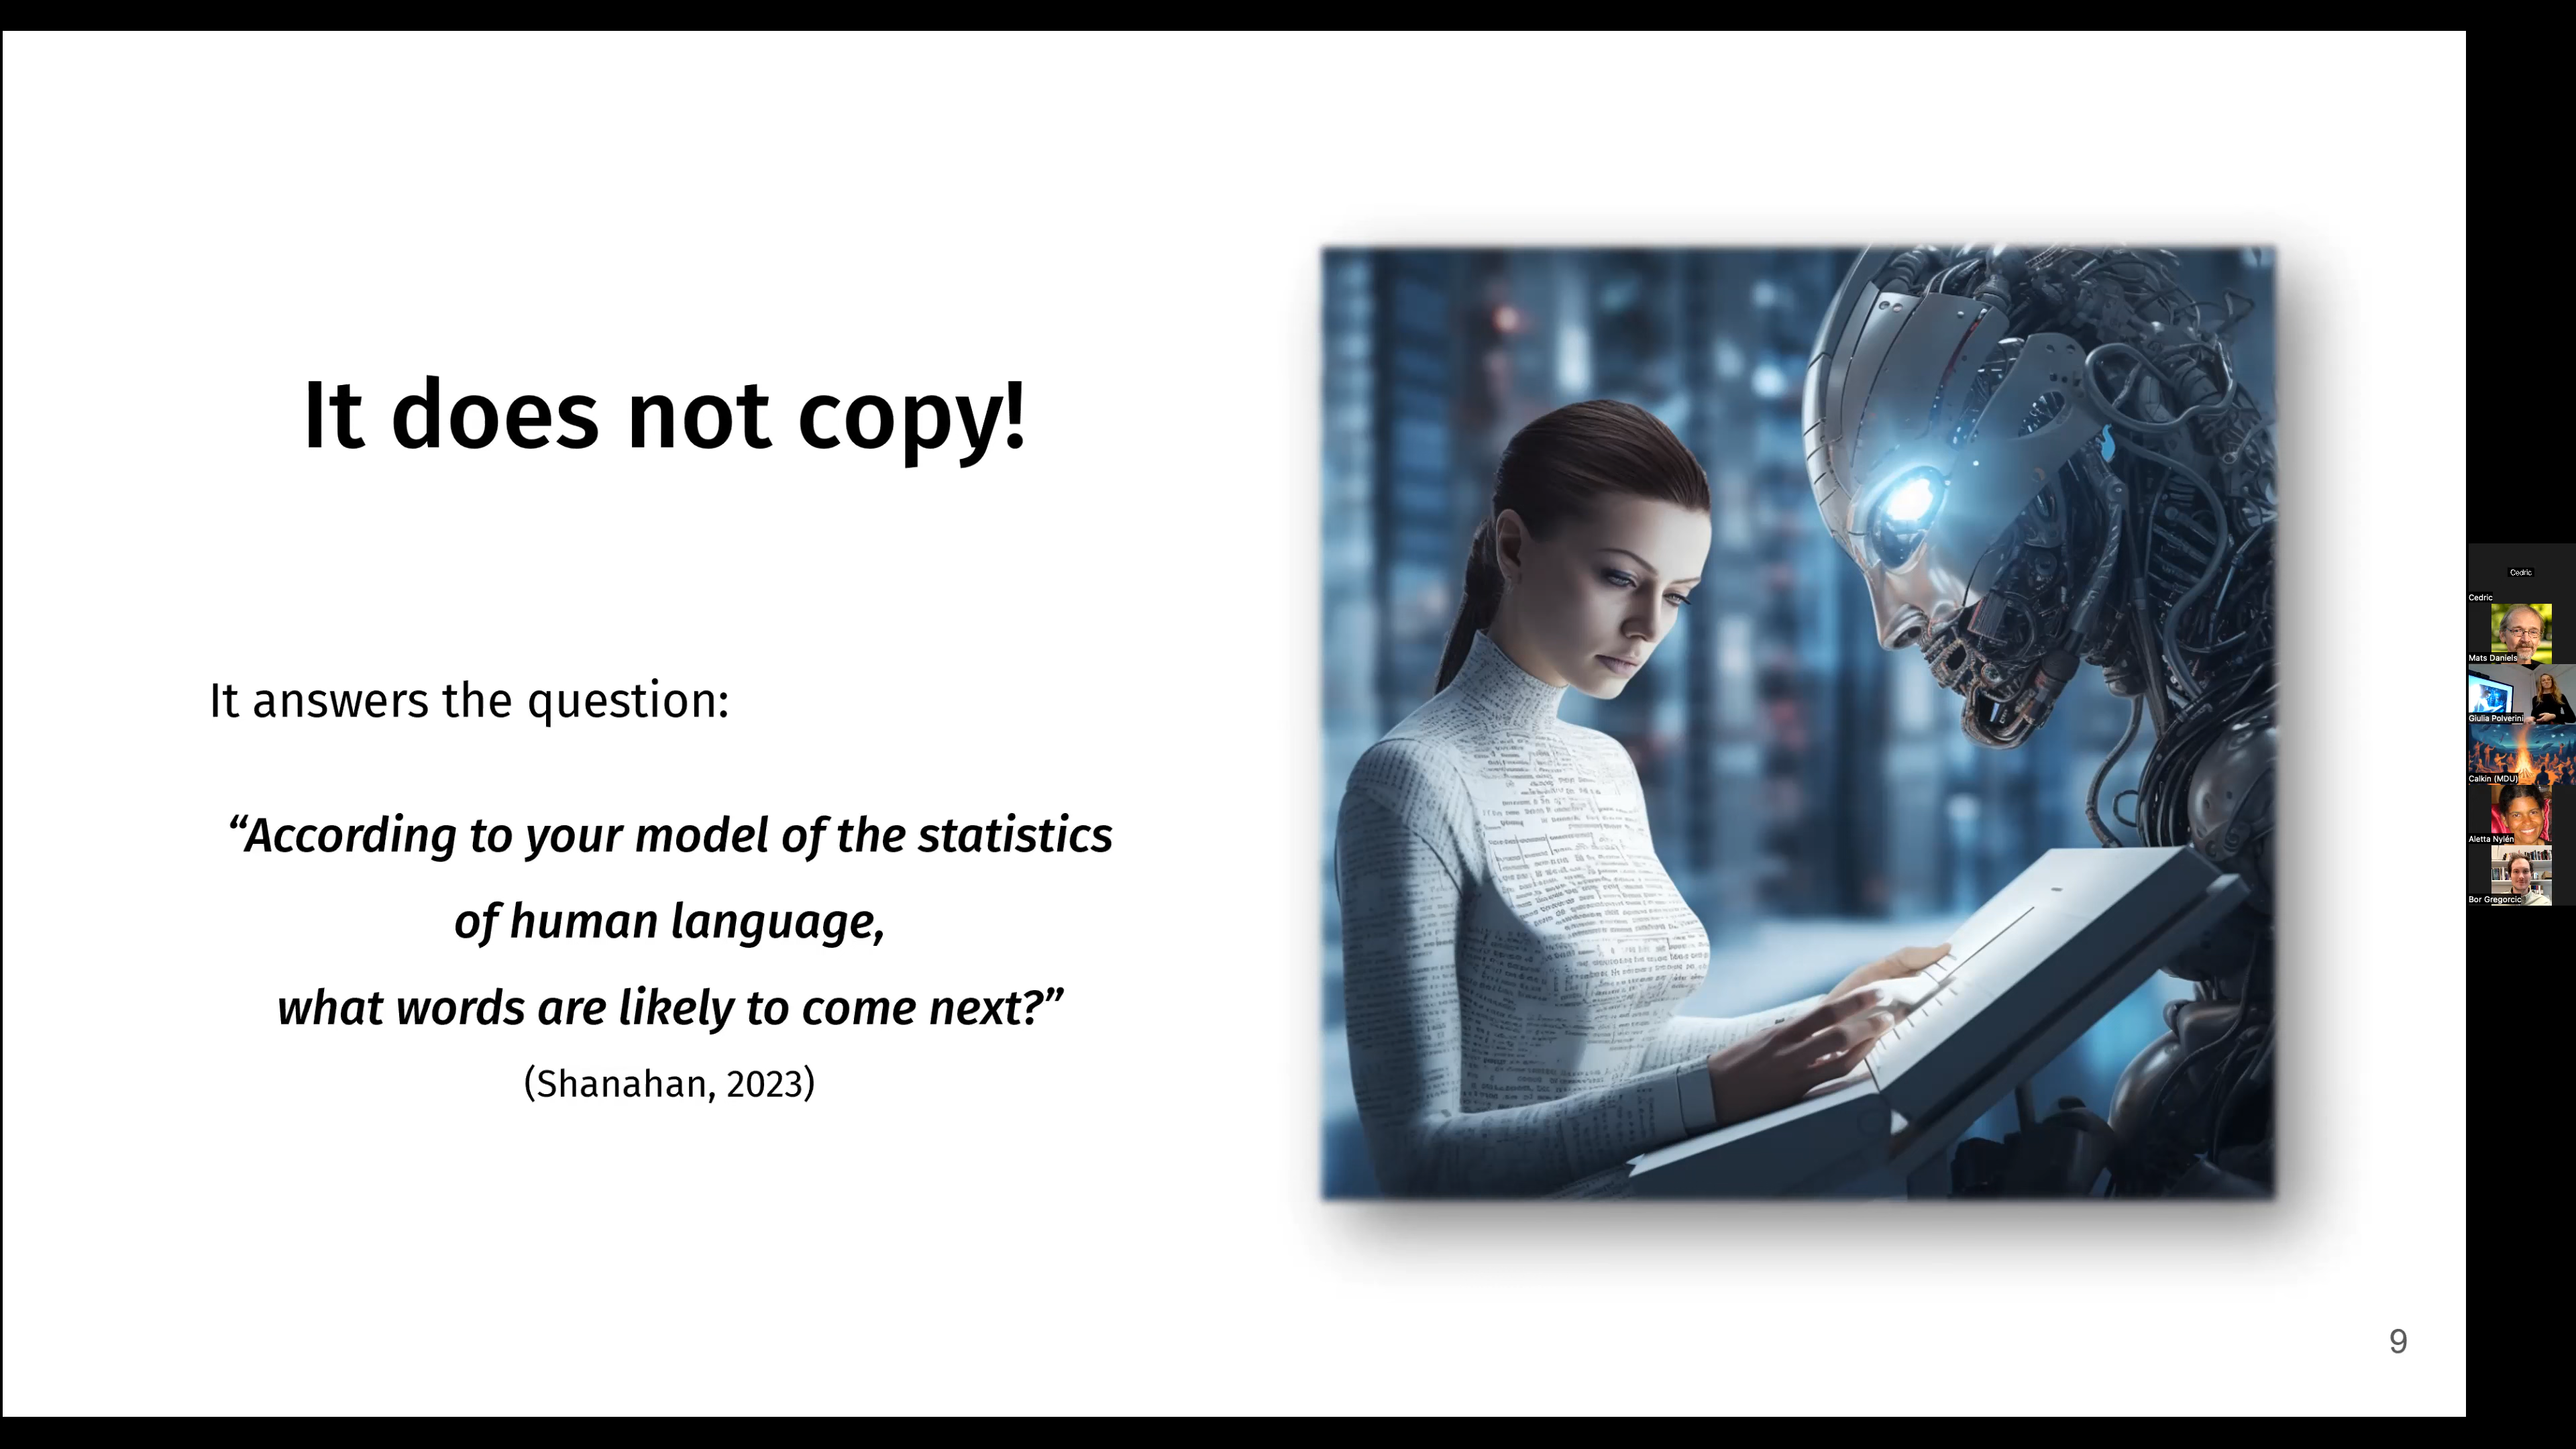 It does not copy!
It answers the question:
“According to your model of the statistics
of human language,
what words are likely to come next?”
(Shanahan, 2023)
9
Cedric
Cedric
Mats Daniels
Giulia Polverini
Calkin (MDU)
Aletta Nylén
Bor Gregorcic